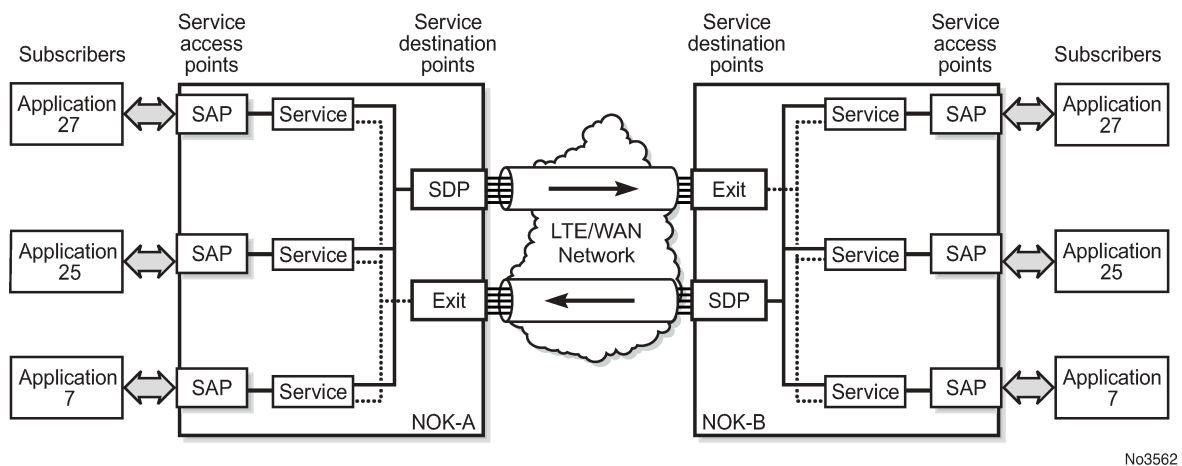 Service
access
points
Service
destination
points
Service
destination
points
Service
access
points
Subscribers
Subscribers
Application
27
SAP
Service
Service
SAP
Application
27
SDP
Exit
LTE/WAN
Network
Application
25
SAP
Service
Service
SAP
Application
25
Exit
SDP
Application
7
SAP
Service
Service
SAP
Application
7
NOK-A
NOK-B
No3562